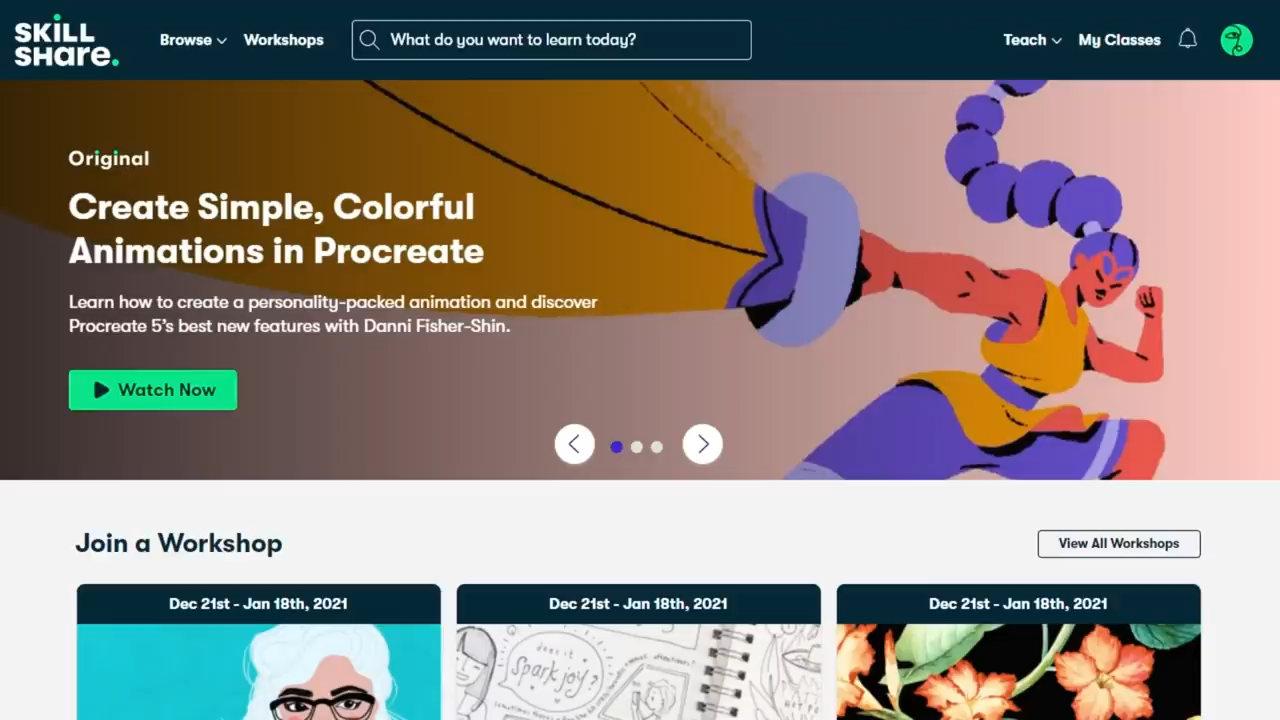 SKILL
SHare.
Browse
Workshops
What do you want to learn today?
Teach
My Classes
Original
Create Simple, Colorful
Animations in Procreate
Learn how to create a personality-packed animation and discover
Procreate 5's best new features with Danni Fisher-Shin.
Watch Now
Join a Workshop
View All Workshops
Dec 21st - Jan 18th, 2021
Dec 21st - Jan 18th, 2021
Dec 21st - Jan 18th, 2021
does it
Spark joy?